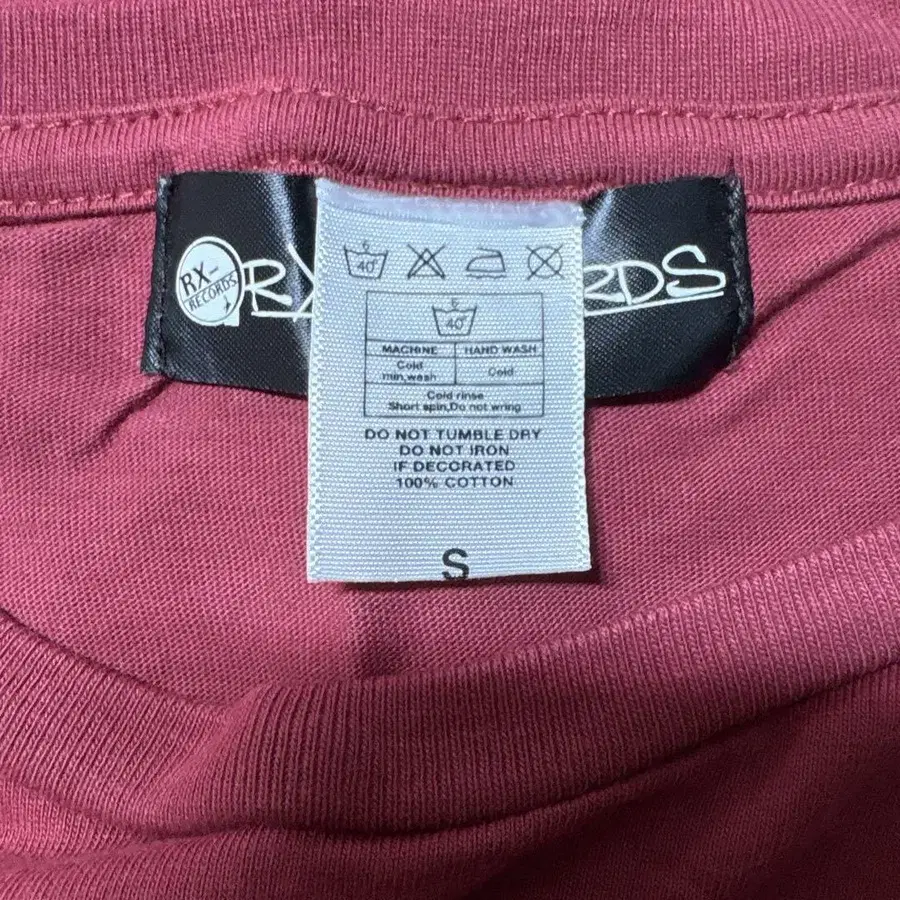 RX-
RECORDS
RX
RDS
c
40°
c
40°
MACHINE HAND WASH
Cold
min,wash
Cold
Cold rinse
Short spin,Do not wring
DO NOT TUMBLE DRY
DO NOT IRON
IF DECORATED
100% COTTON
S